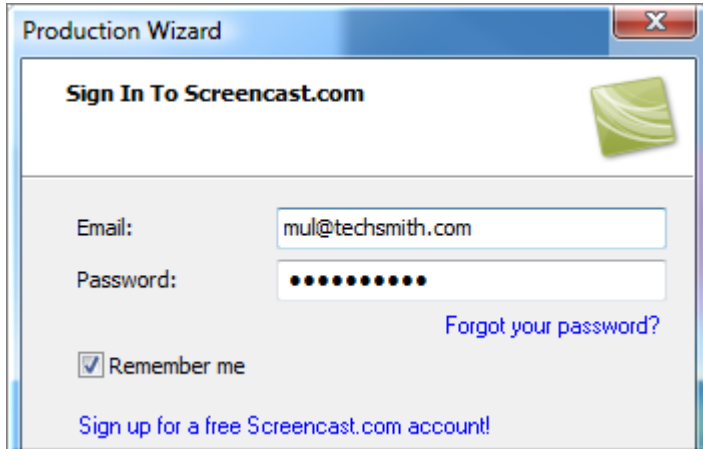 Production Wizard
Sign In To Screencast.com
Email:
mul@techsmith.com
Password:
••••••••••
Forgot your password?
Remember me
Sign up for a free Screencast.com account!